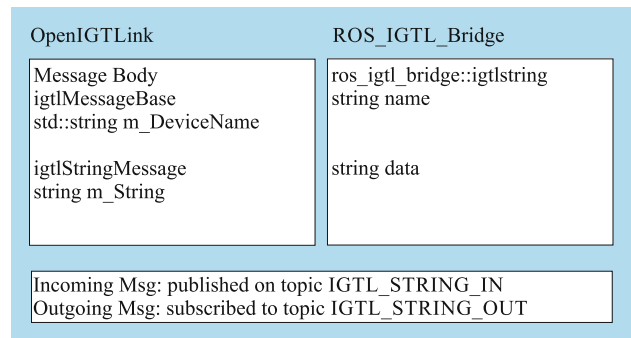 OpenIGTLink
ROS_IGTL_Bridge
Message Body
igtlMessageBase
std::string m_DeviceName
igtlStringMessage
string m_String
ros_igtl_bridge::igtlstring
string name
string data
Incoming Msg: published on topic IGTL_STRING_IN
Outgoing Msg: subscribed to topic IGTL_STRING_OUT